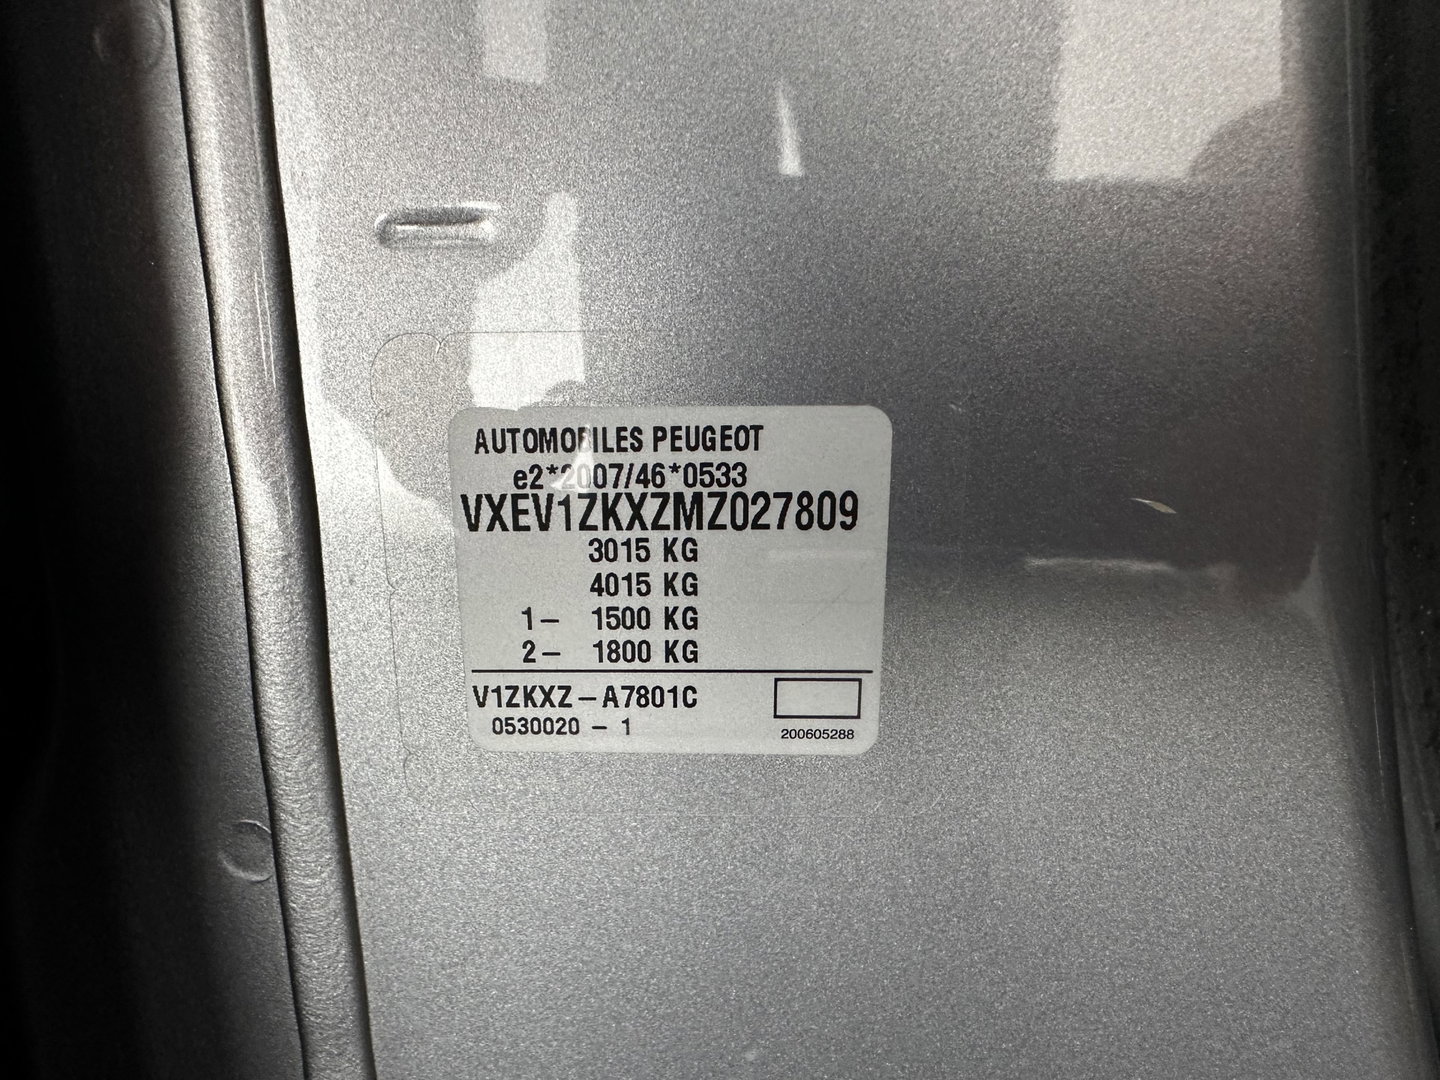 AUTOMOBILES PEUGEOT
e2*2007/46*0533
VXEV1ZKXZMZ027809
3015 KG
4015 KG
1– 1500 KG
2– 1800 KG
V1ZKXZ – A7801C
0530020 – 1
200605288